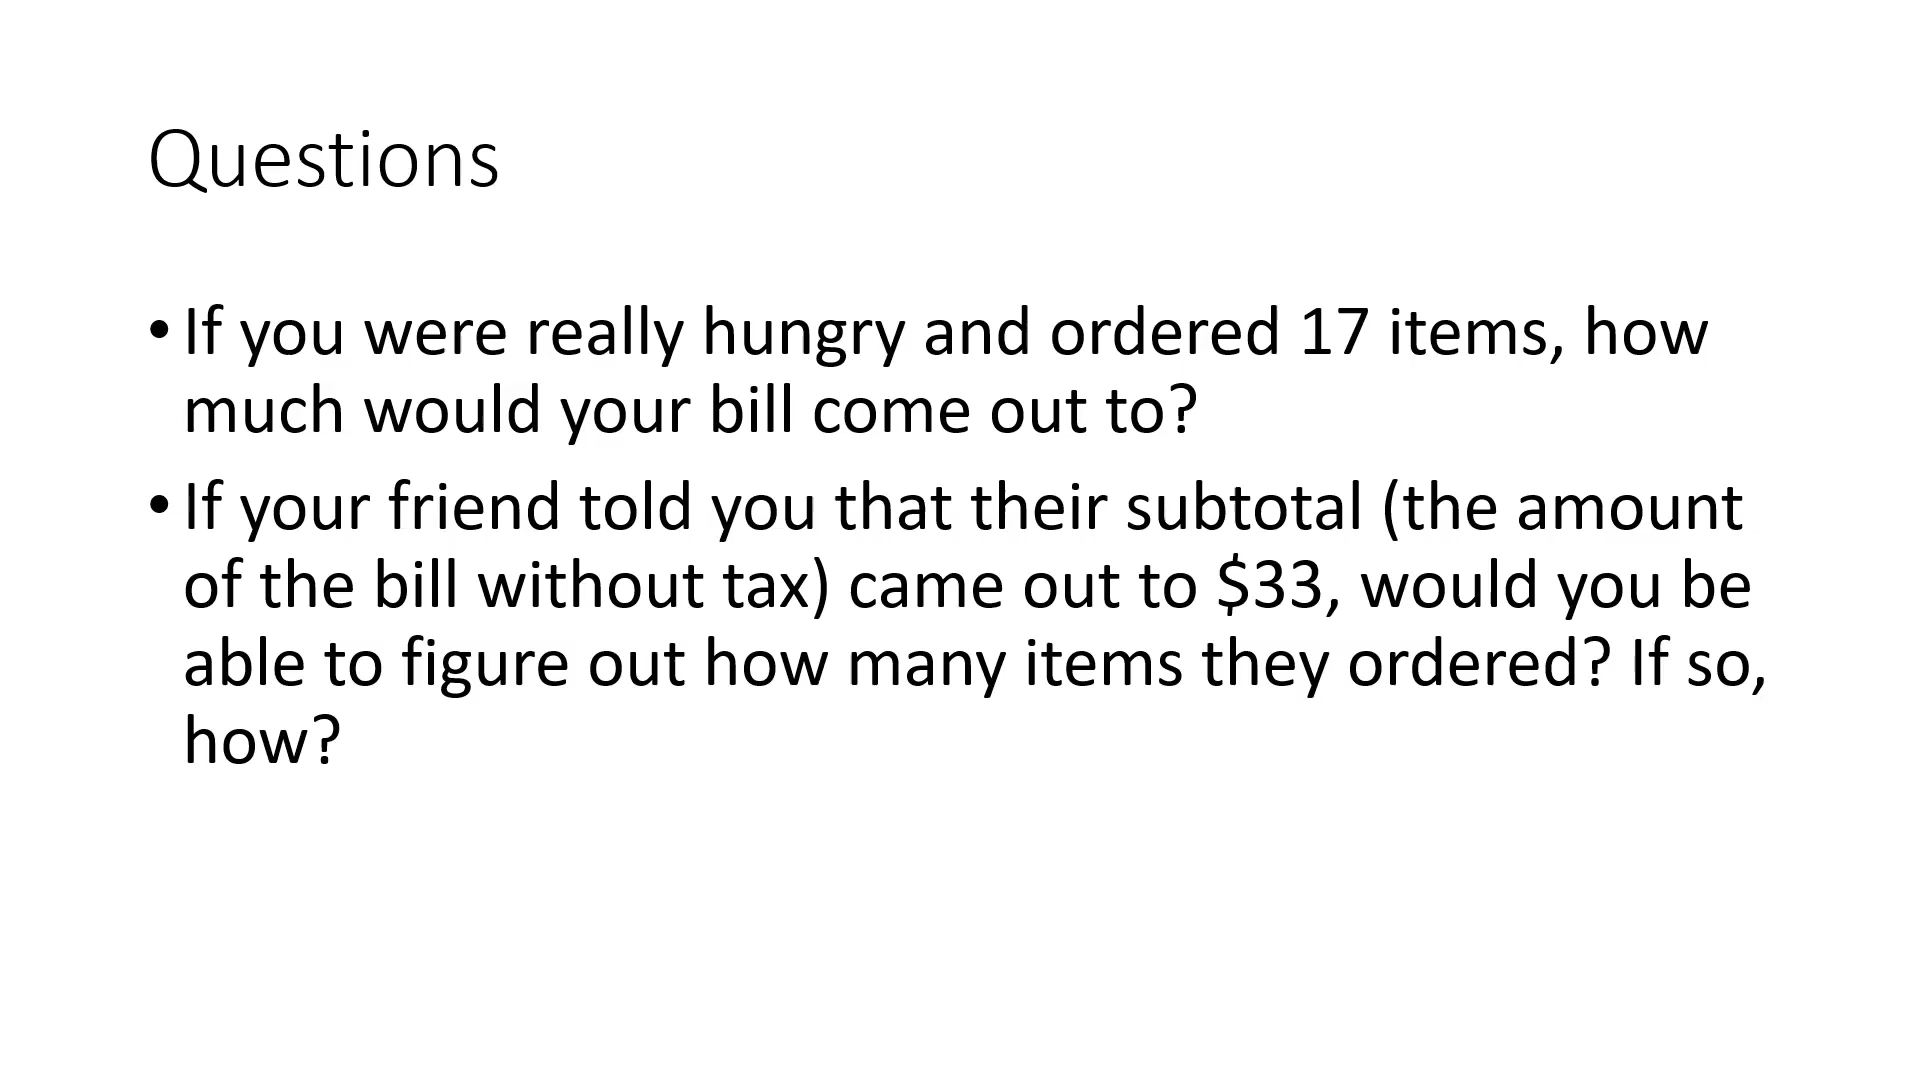 Questions
• If you were really hungry and ordered 17 items, how
much would your bill come out to?
• If your friend told you that their subtotal (the amount
of the bill without tax) came out to $33, would you be
able to figure out how many items they ordered? If so,
how?